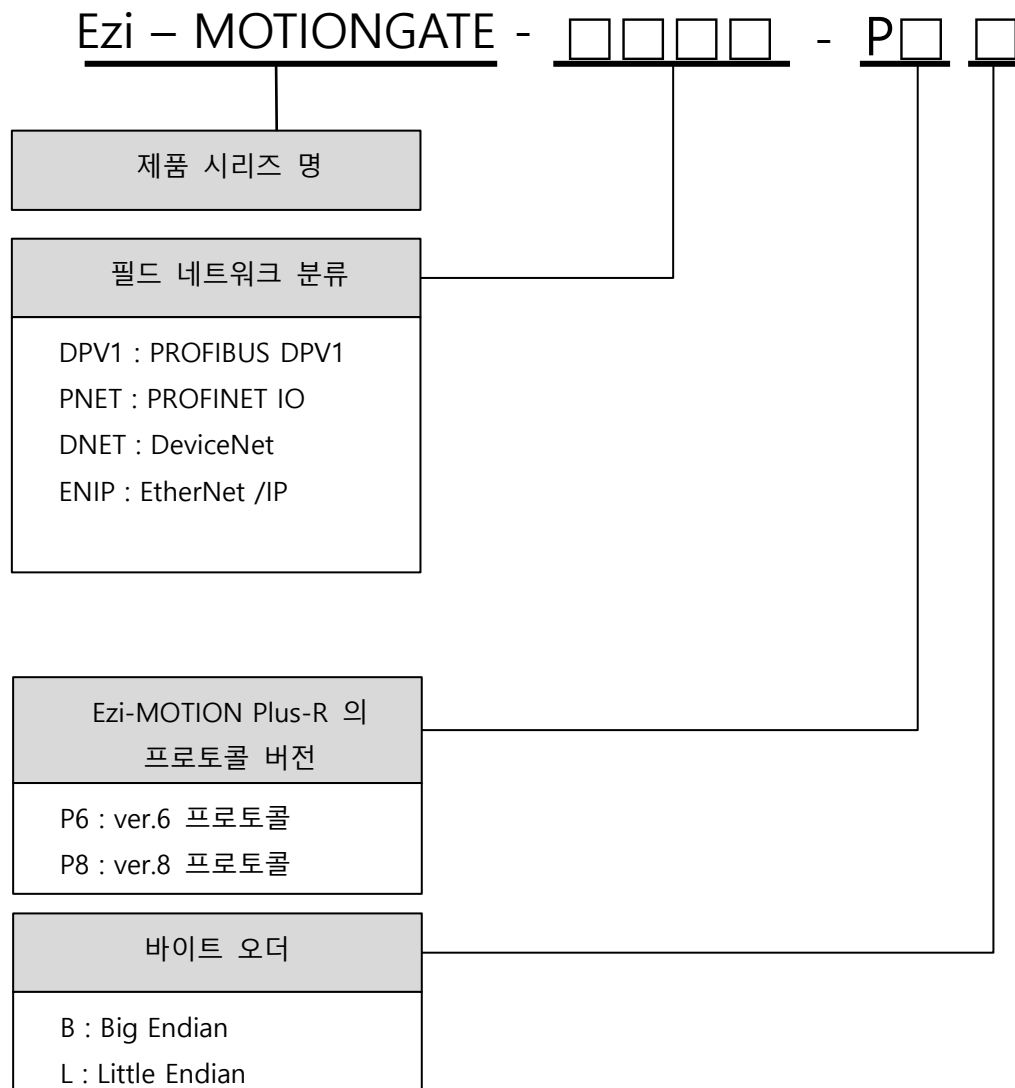 Ezi – MOTIONGATE - □□□□ - P□ □
제품 시리즈 명
필드 네트워크 분류
DPV1 : PROFIBUS DPV1
PNET : PROFINET IO
DNET : DeviceNet
ENIP : EtherNet /IP
Ezi-MOTION Plus-R 의
프로토콜 버전
P6 : ver.6 프로토콜
P8 : ver.8 프로토콜
바이트 오더
B : Big Endian
L : Little Endian